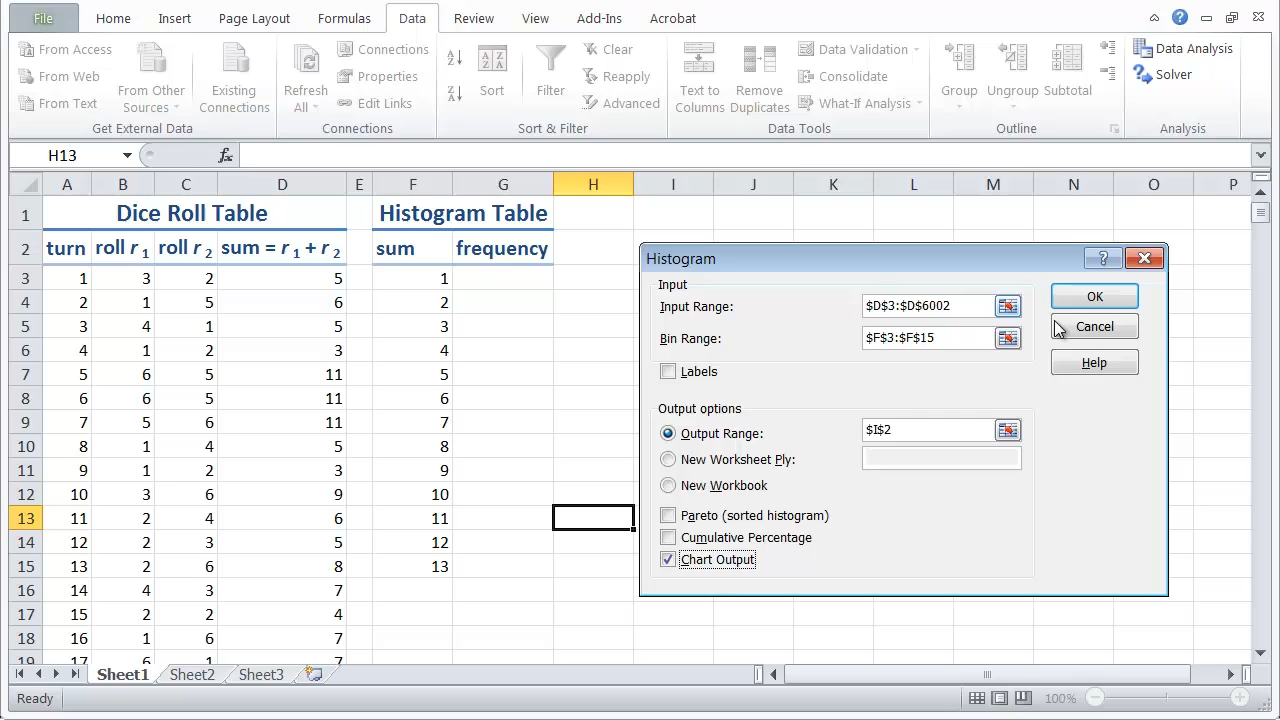 File Home Insert Page Layout Formulas Data Review View Add-Ins Acrobat
From Access
From Web
From Text
From Other Sources
Existing Connections
Get External Data
Refresh All
Connections
Properties
Edit Links
Connections
Sort
Filter
Clear
Reapply
Advanced
Sort & Filter
Text to Columns
Remove Duplicates
Data Validation
Consolidate
What-If Analysis
Data Tools
Group
Ungroup
Subtotal
Outline
Data Analysis
Solver
Analysis
H13 fx
A B C D E F G H I J K L M N O P
1 Dice Roll Table Histogram Table
2 turn roll r1 roll r2 sum = r1 + r2 sum frequency
3 1 3 2 5 1
4 2 1 5 6 2
5 3 4 1 5 3
6 4 1 2 3 4
7 5 6 5 11 5
8 6 6 5 11 6
9 7 5 6 11 7
10 8 1 4 5 8
11 9 1 2 3 9
12 10 3 6 9 10
13 11 2 4 6 11
14 12 2 3 5 12
15 13 2 6 8 13
16 14 4 3 7
17 15 2 2 4
18 16 1 6 7
19 17 6 1 7
Histogram
Input
Input Range: $D$3:$D$6002
Bin Range: $F$3:$F$15
Labels
Output options
Output Range: $I$2
New Worksheet Ply:
New Workbook
Pareto (sorted histogram)
Cumulative Percentage
Chart Output
OK
Cancel
Help
Sheet1 Sheet2 Sheet3
Ready 100%